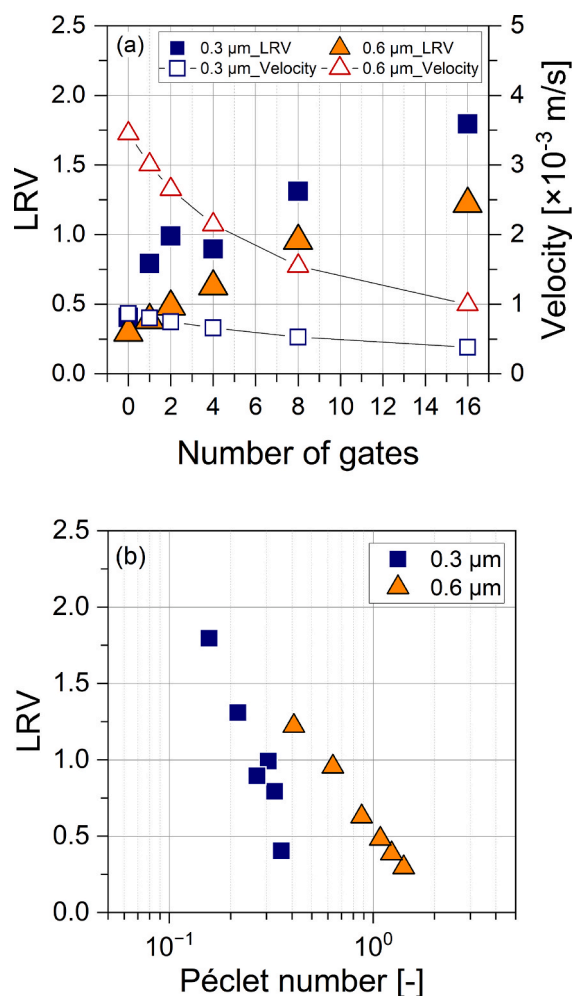 (a)
0.3 µm_LRV 0.6 µm_LRV
0.3 µm_Velocity 0.6 µm_Velocity
2.5
2.0
1.5
1.0
0.5
0.0
LRV
5
4
3
2
1
0
Velocity [×10⁻³ m/s]
0 2 4 6 8 10 12 14 16
Number of gates
(b)
0.3 µm
0.6 µm
2.5
2.0
1.5
1.0
0.5
0.0
LRV
10⁻¹ 10⁰
Péclet number [-]